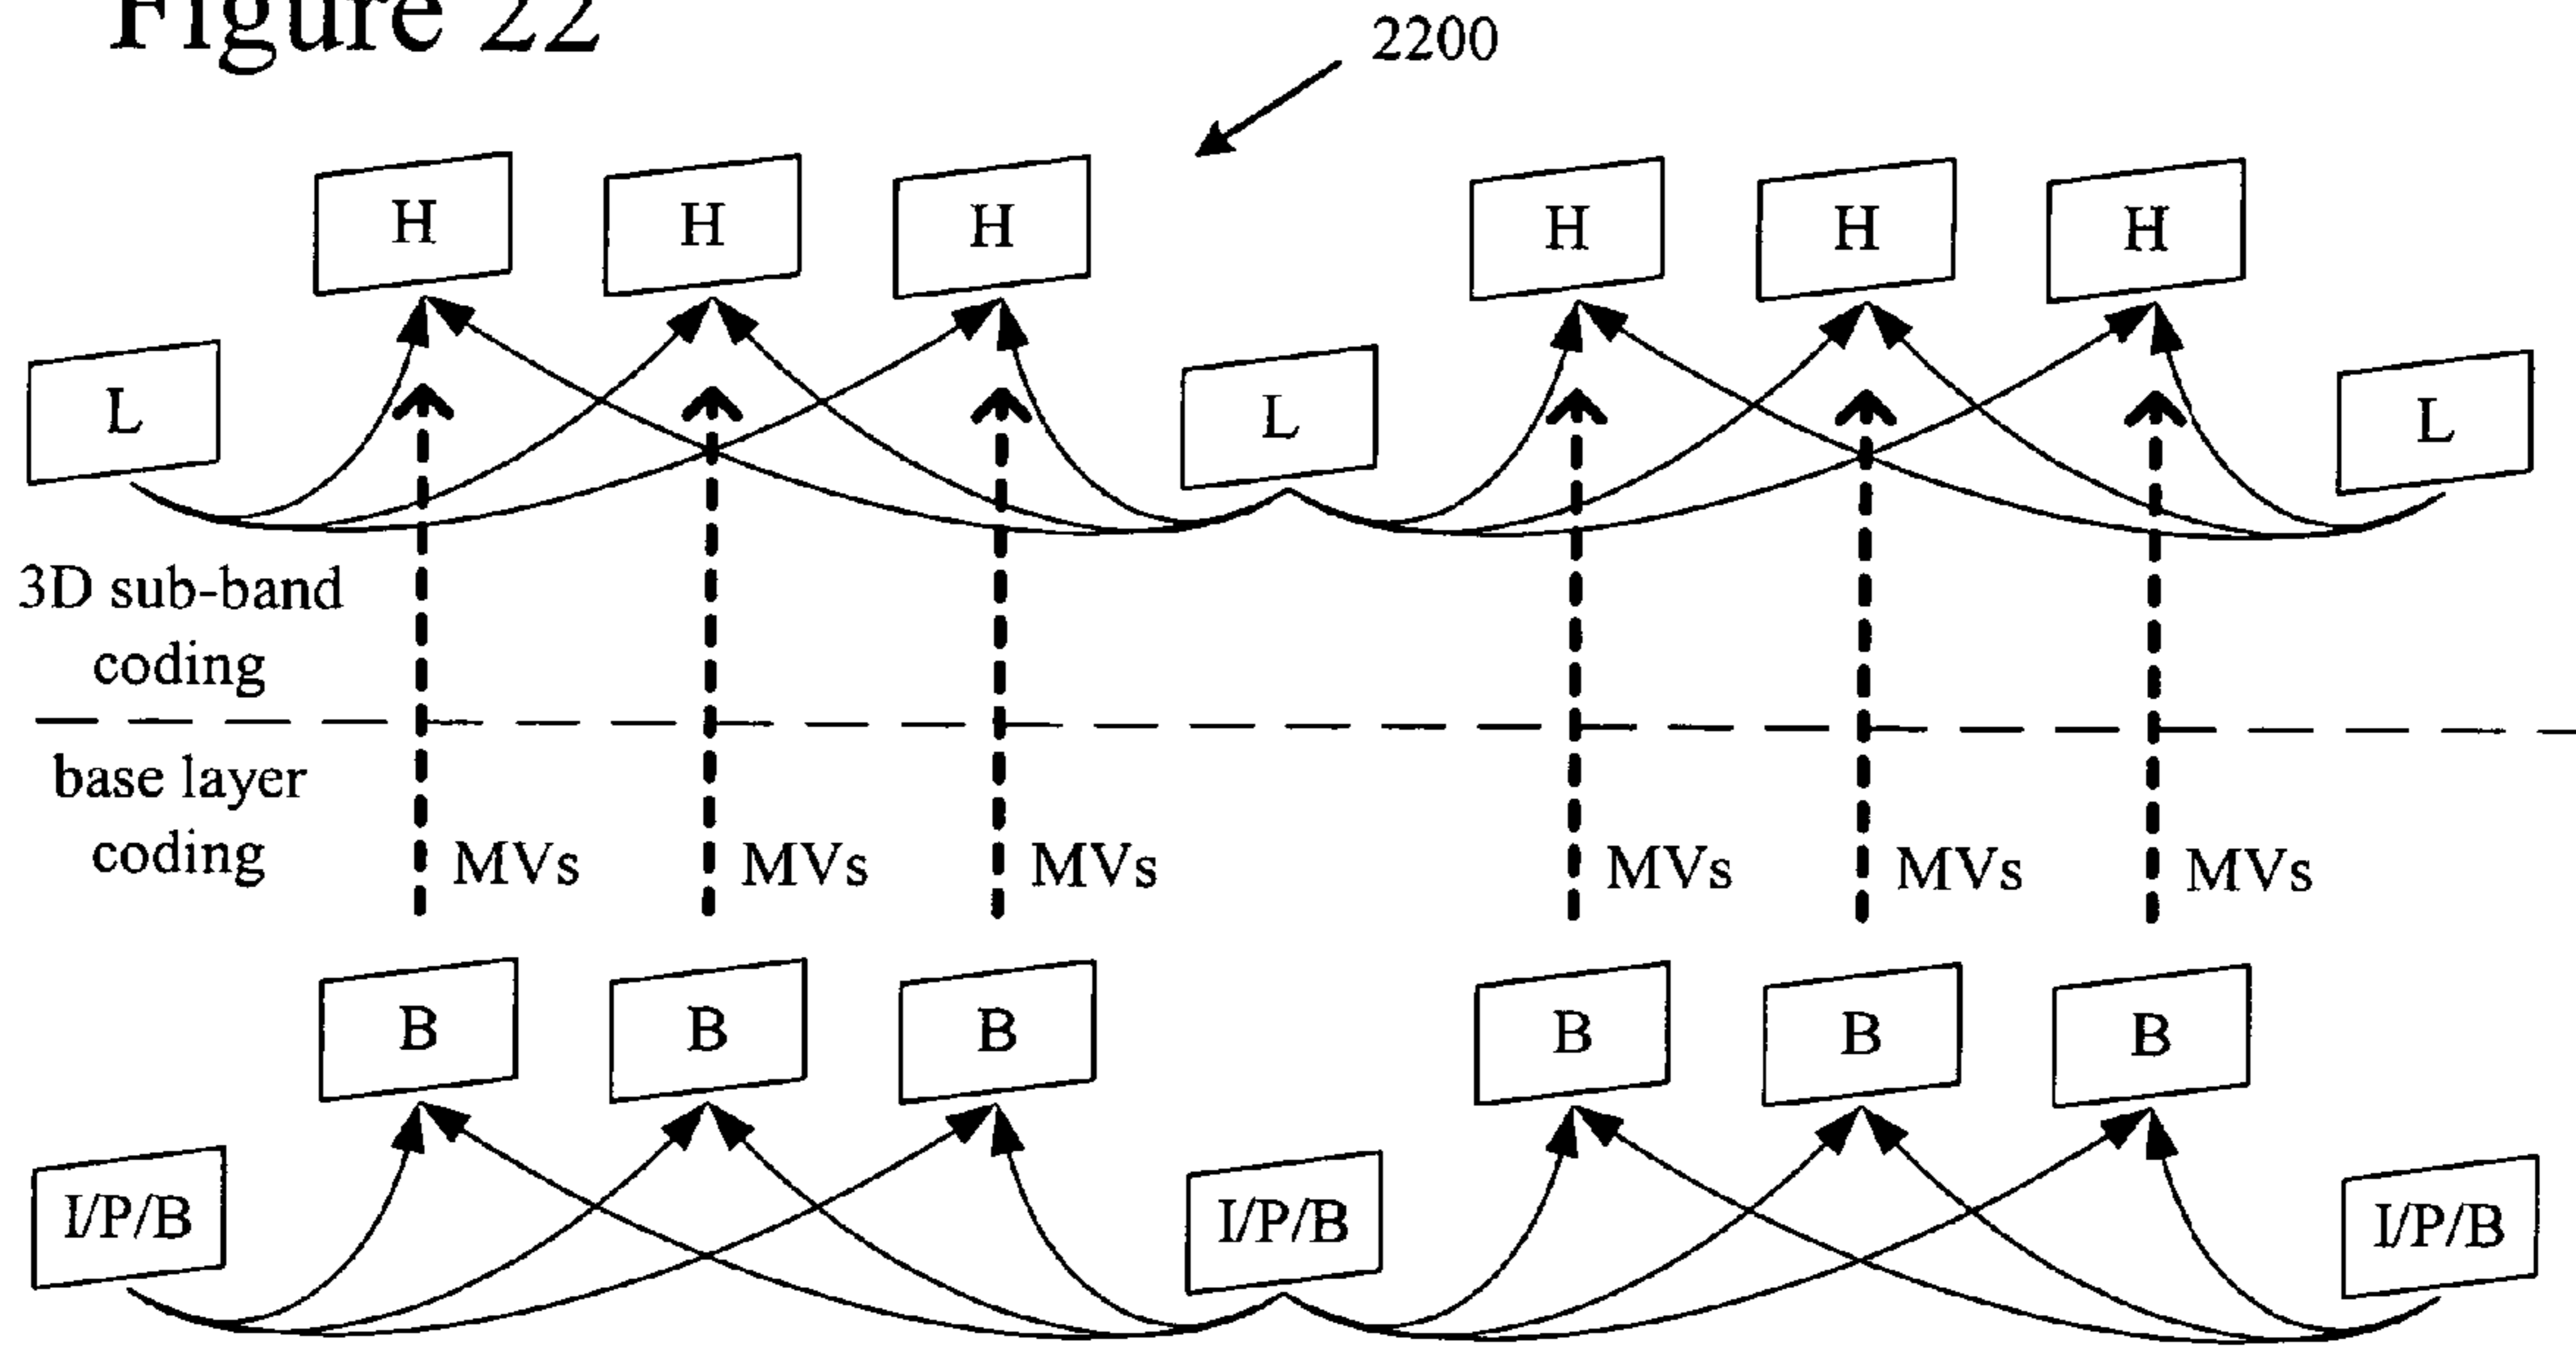 Figure 22
2200
H H H H H H
L L L
3D sub-band
coding
base layer
coding
MVs MVs MVs MVs MVs MVs
B B B B B B
I/P/B I/P/B I/P/B